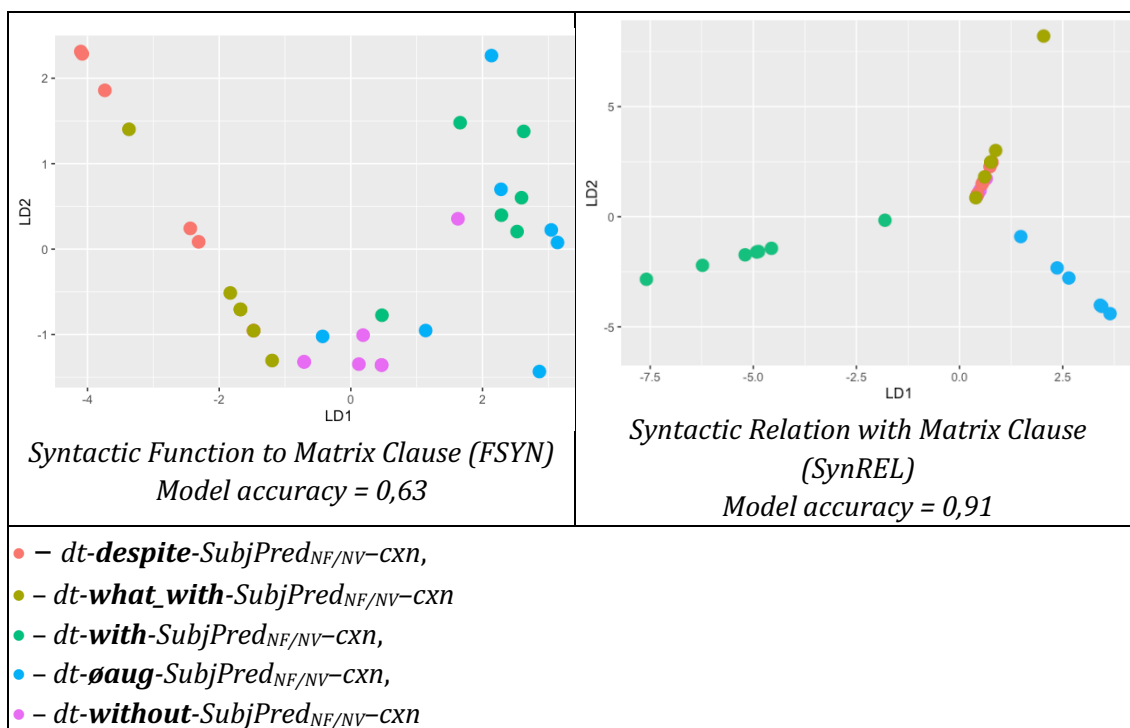 2
1
0
-1
LD2
-4
-2
0
2
LD1
Syntactic Function to Matrix Clause (FSYN)
Model accuracy = 0,63
5
0
-5
LD2
-7.5
-5.0
-2.5
0.0
2.5
LD1
Syntactic Relation with Matrix Clause
(SynREL)
Model accuracy = 0,91
– dt-despite-SubjPredNF/NV–cxn,
– dt-what_with-SubjPredNF/NV–cxn
– dt-with-SubjPredNF/NV–cxn,
– dt-øaug-SubjPredNF/NV–cxn,
– dt-without-SubjPredNF/NV–cxn